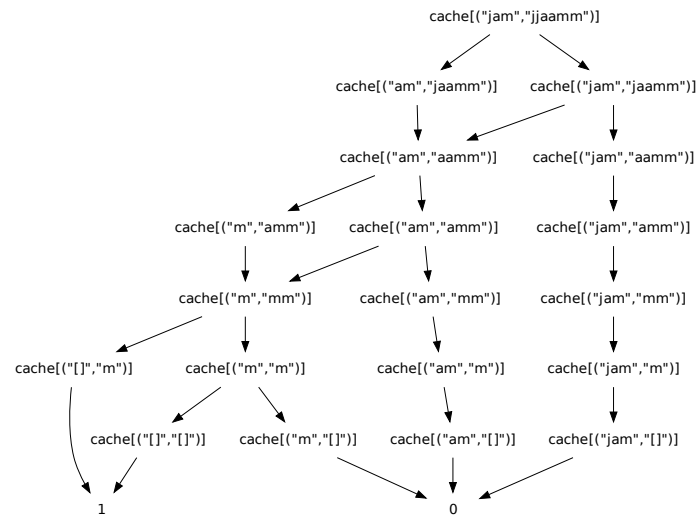 cache[("jam","jjaamm")]
cache[("am","jaamm")] cache[("jam","jaamm")]
cache[("am","aamm")] cache[("jam","aamm")]
cache[("m","amm")] cache[("am","amm")] cache[("jam","amm")]
cache[("m","mm")] cache[("am","mm")] cache[("jam","mm")]
cache[("[]","m")] cache[("m","m")] cache[("am","m")] cache[("jam","m")]
cache[("[]","[]")] cache[("m","[]")] cache[("am","[]")] cache[("jam","[]")]
1 0